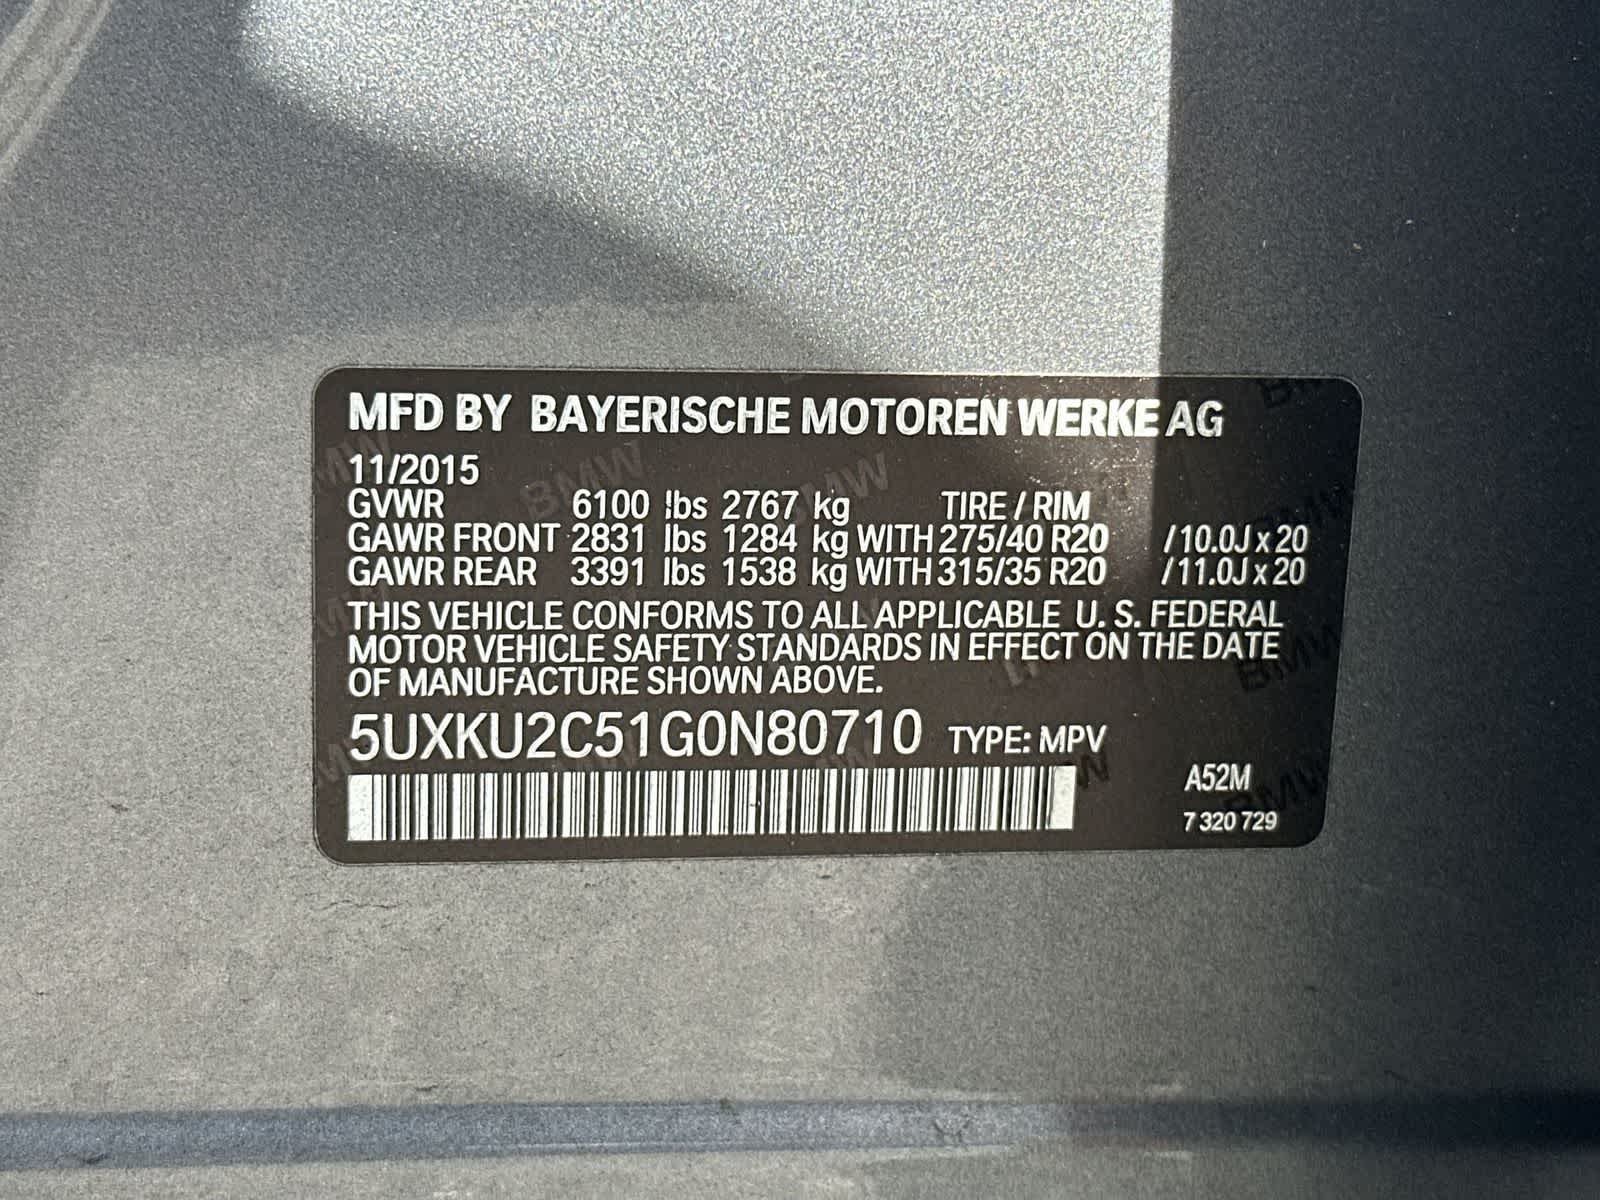 MFD BY BAYERISCHE MOTOREN WERKE AG
11/2015
GVWR 6100 lbs 2767 kg TIRE / RIM
GAWR FRONT 2831 lbs 1284 kg WITH 275/40 R20 / 10.0J x 20
GAWR REAR 3391 lbs 1538 kg WITH 315/35 R20 / 11.0J x 20
THIS VEHICLE CONFORMS TO ALL APPLICABLE U. S. FEDERAL
MOTOR VEHICLE SAFETY STANDARDS IN EFFECT ON THE DATE
OF MANUFACTURE SHOWN ABOVE.
5UXKU2C51G0N80710 TYPE: MPV
A52M
7 320 729